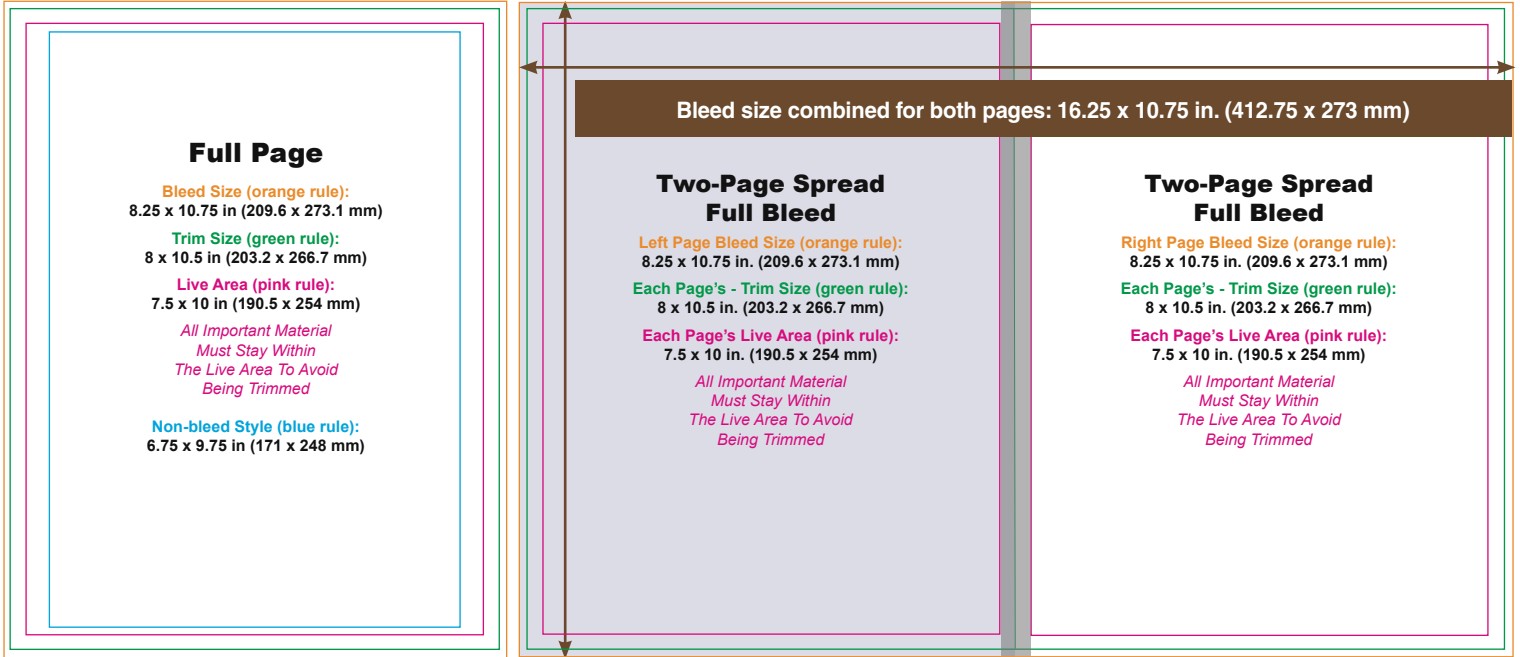 Full Page
Bleed Size (orange rule):
8.25 x 10.75 in (209.6 x 273.1 mm)
Trim Size (green rule):
8 x 10.5 in (203.2 x 266.7 mm)
Live Area (pink rule):
7.5 x 10 in (190.5 x 254 mm)
All Important Material
Must Stay Within
The Live Area To Avoid
Being Trimmed
Non-bleed Style (blue rule):
6.75 x 9.75 in (171 x 248 mm)
Bleed size combined for both pages: 16.25 x 10.75 in. (412.75 x 273 mm)
Two-Page Spread
Full Bleed
Left Page Bleed Size (orange rule):
8.25 x 10.75 in. (209.6 x 273.1 mm)
Each Page's - Trim Size (green rule):
8 x 10.5 in. (203.2 x 266.7 mm)
Each Page's Live Area (pink rule):
7.5 x 10 in. (190.5 x 254 mm)
All Important Material
Must Stay Within
The Live Area To Avoid
Being Trimmed
Two-Page Spread
Full Bleed
Right Page Bleed Size (orange rule):
8.25 x 10.75 in. (209.6 x 273.1 mm)
Each Page's - Trim Size (green rule):
8 x 10.5 in. (203.2 x 266.7 mm)
Each Page's Live Area (pink rule):
7.5 x 10 in. (190.5 x 254 mm)
All Important Material
Must Stay Within
The Live Area To Avoid
Being Trimmed